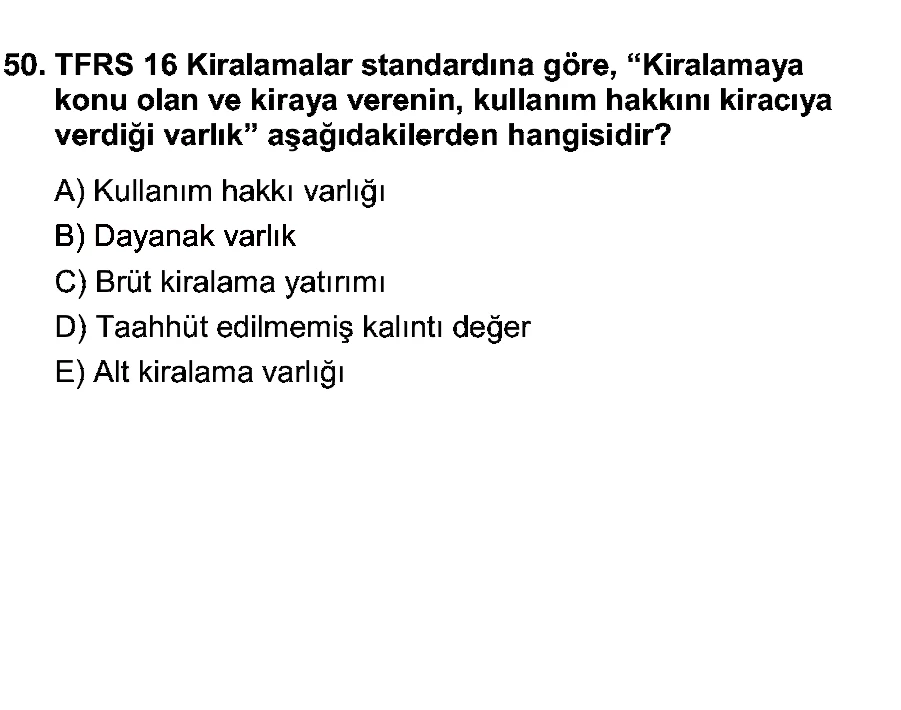 50. TFRS 16 Kiralamalar standardına göre, “Kiralamaya
konu olan ve kiraya verenin, kullanım hakkını kiracıya
verdiği varlık” aşağıdakilerden hangisidir?
A) Kullanım hakkı varlığı
B) Dayanak varlık
C) Brüt kiralama yatırımı
D) Taahhüt edilmemiş kalıntı değer
E) Alt kiralama varlığı